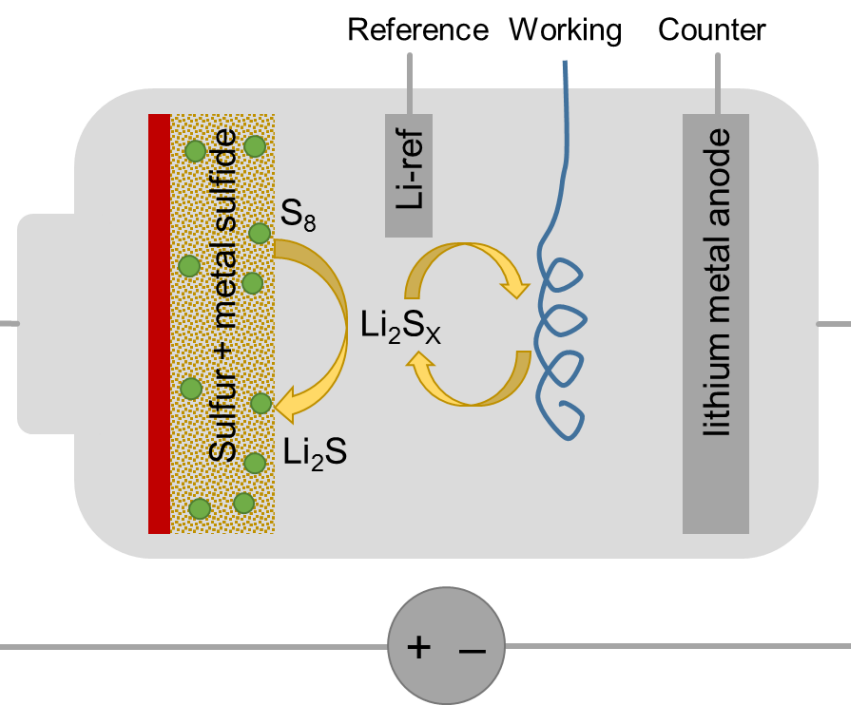 Reference Working Counter
Sulfur + metal sulfide
S₈
Li₂Sₓ
Li₂S
Li-ref
lithium metal anode
+ –